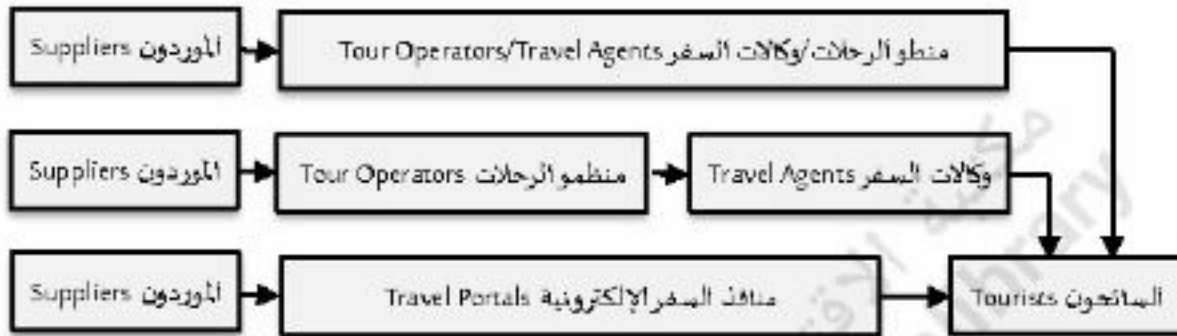 الموردون Suppliers
منظو الرحلات/وكالات السفر Tour Operators/Travel Agents
الموردون Suppliers
منظمو الرحلات Tour Operators
وكالات السفر Travel Agents
الموردون Suppliers
منافذ السفر الإلكترونية Travel Portals
السائحون Tourists